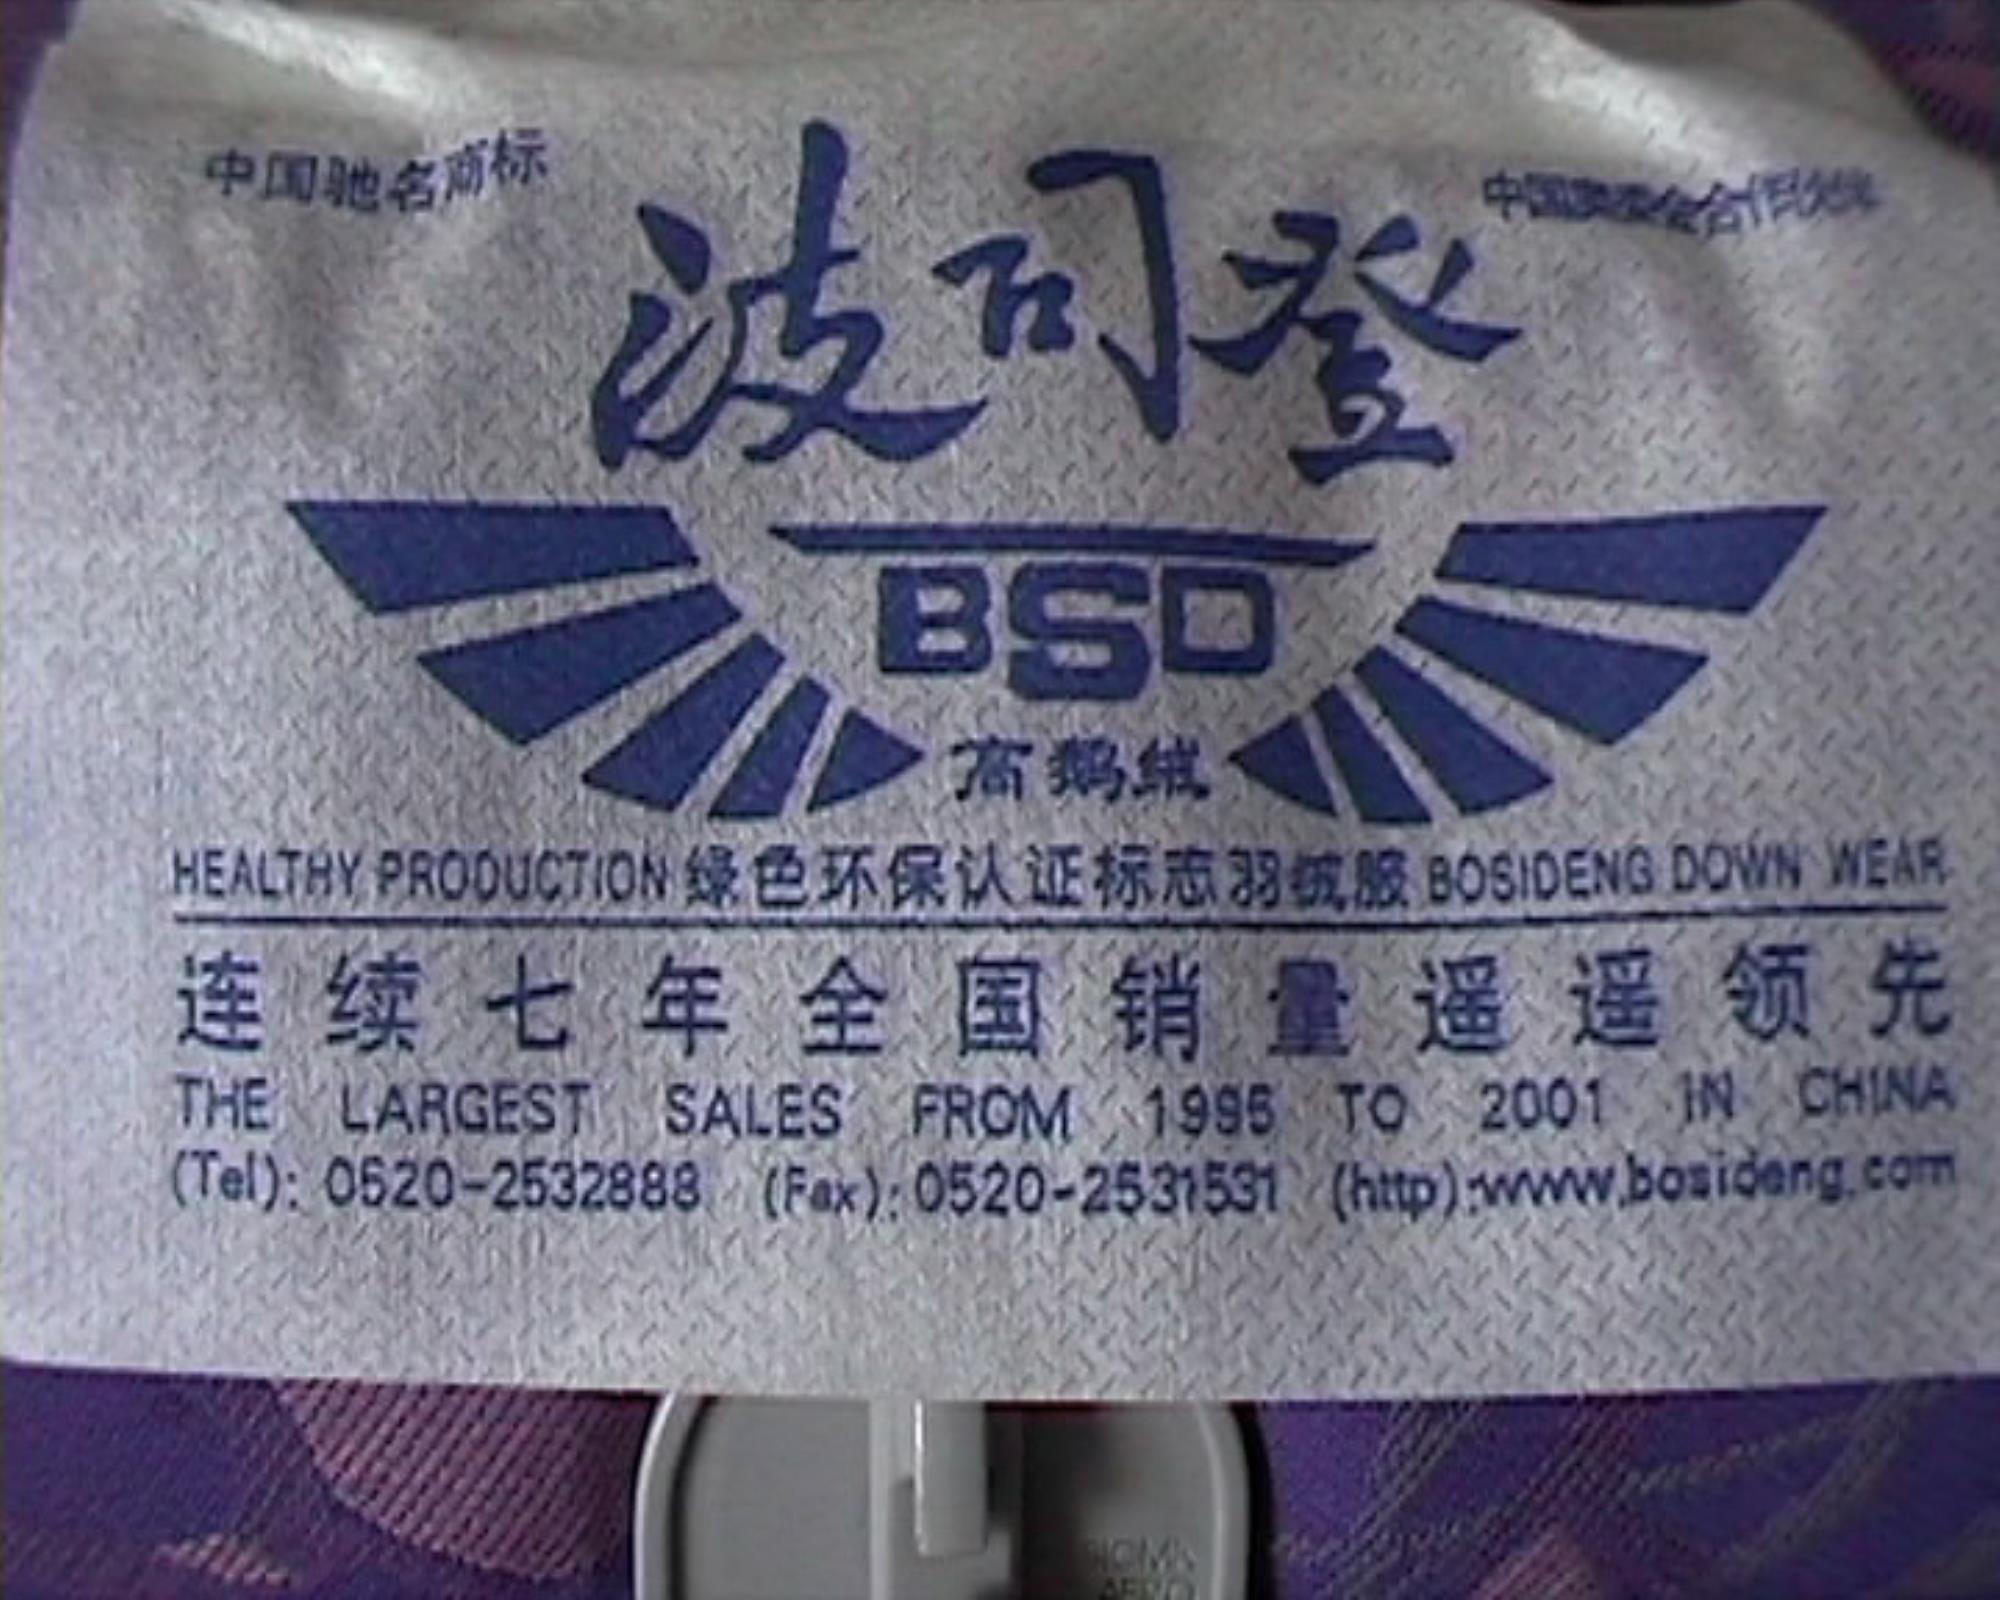 中国驰名商标
波司登
BSD
高鹅绒
HEALTHY PRODUCTION 绿色环保认证标志羽绒服 BOSIDENG DOWN WEAR
连续七年全国销量遥遥领先
THE LARGEST SALES FROM 1995 TO 2001 IN CHINA
(Tel): 0520-2532888 (Fax): 0520-2531531 (http):www.bosideng.com